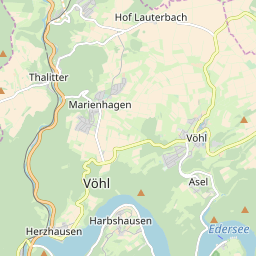 Hof Lauterbach
Thalitter
Marienhagen
Vöhl
Vöhl
Asel
Harbshausen
Edersee
Herzhausen